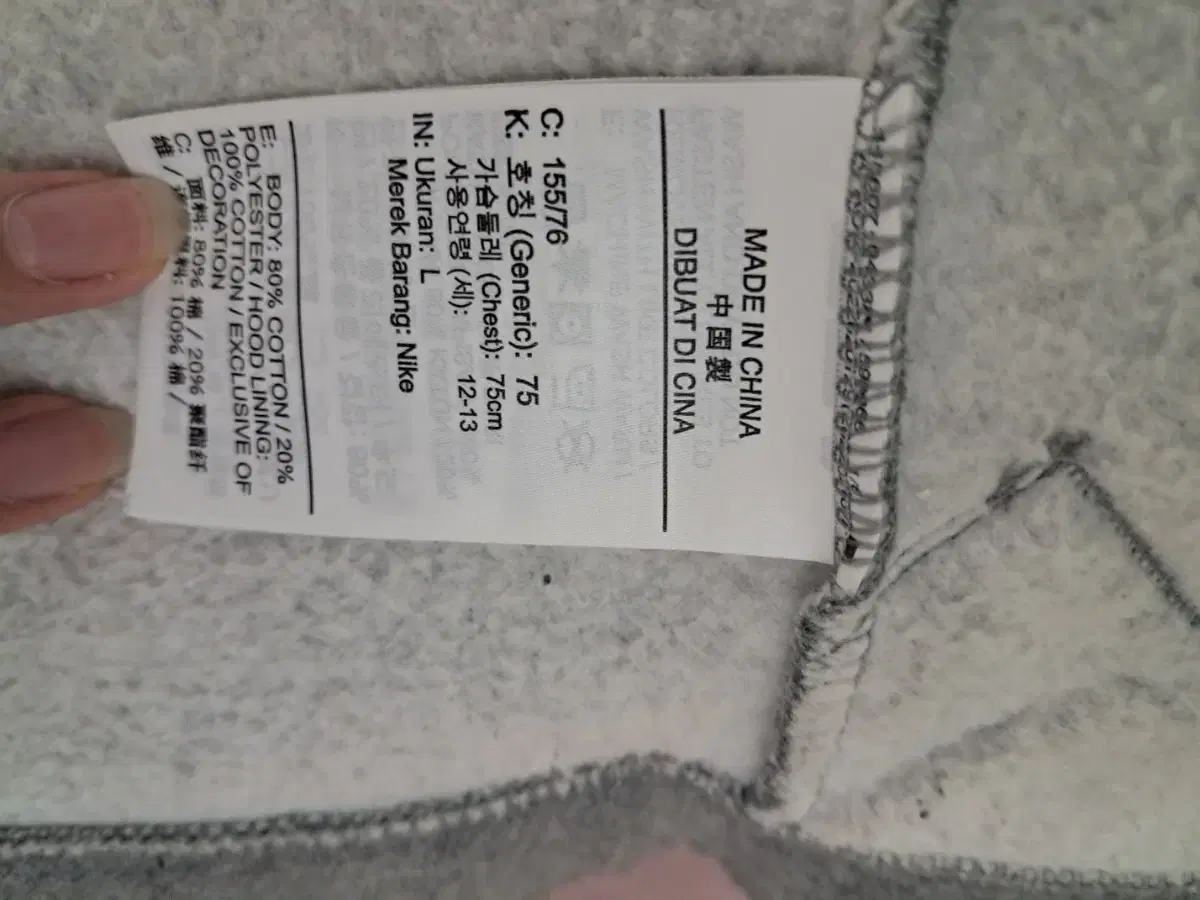 MADE IN CHINA
中国製
DIBUAT DI CINA
C: 155/76
K: 호칭 (Generic): 75
가슴둘레 (Chest): 75cm
사용연령 (세): 12-13
IN: Ukuran: L
Merek Barang: Nike
E: BODY: 80% COTTON / 20%
POLYESTER / HOOD LINING:
100% COTTON / EXCLUSIVE OF
DECORATION
C: 面料: 80% 棉 / 20% 聚酯纤
维 / 料: 100% 棉 /